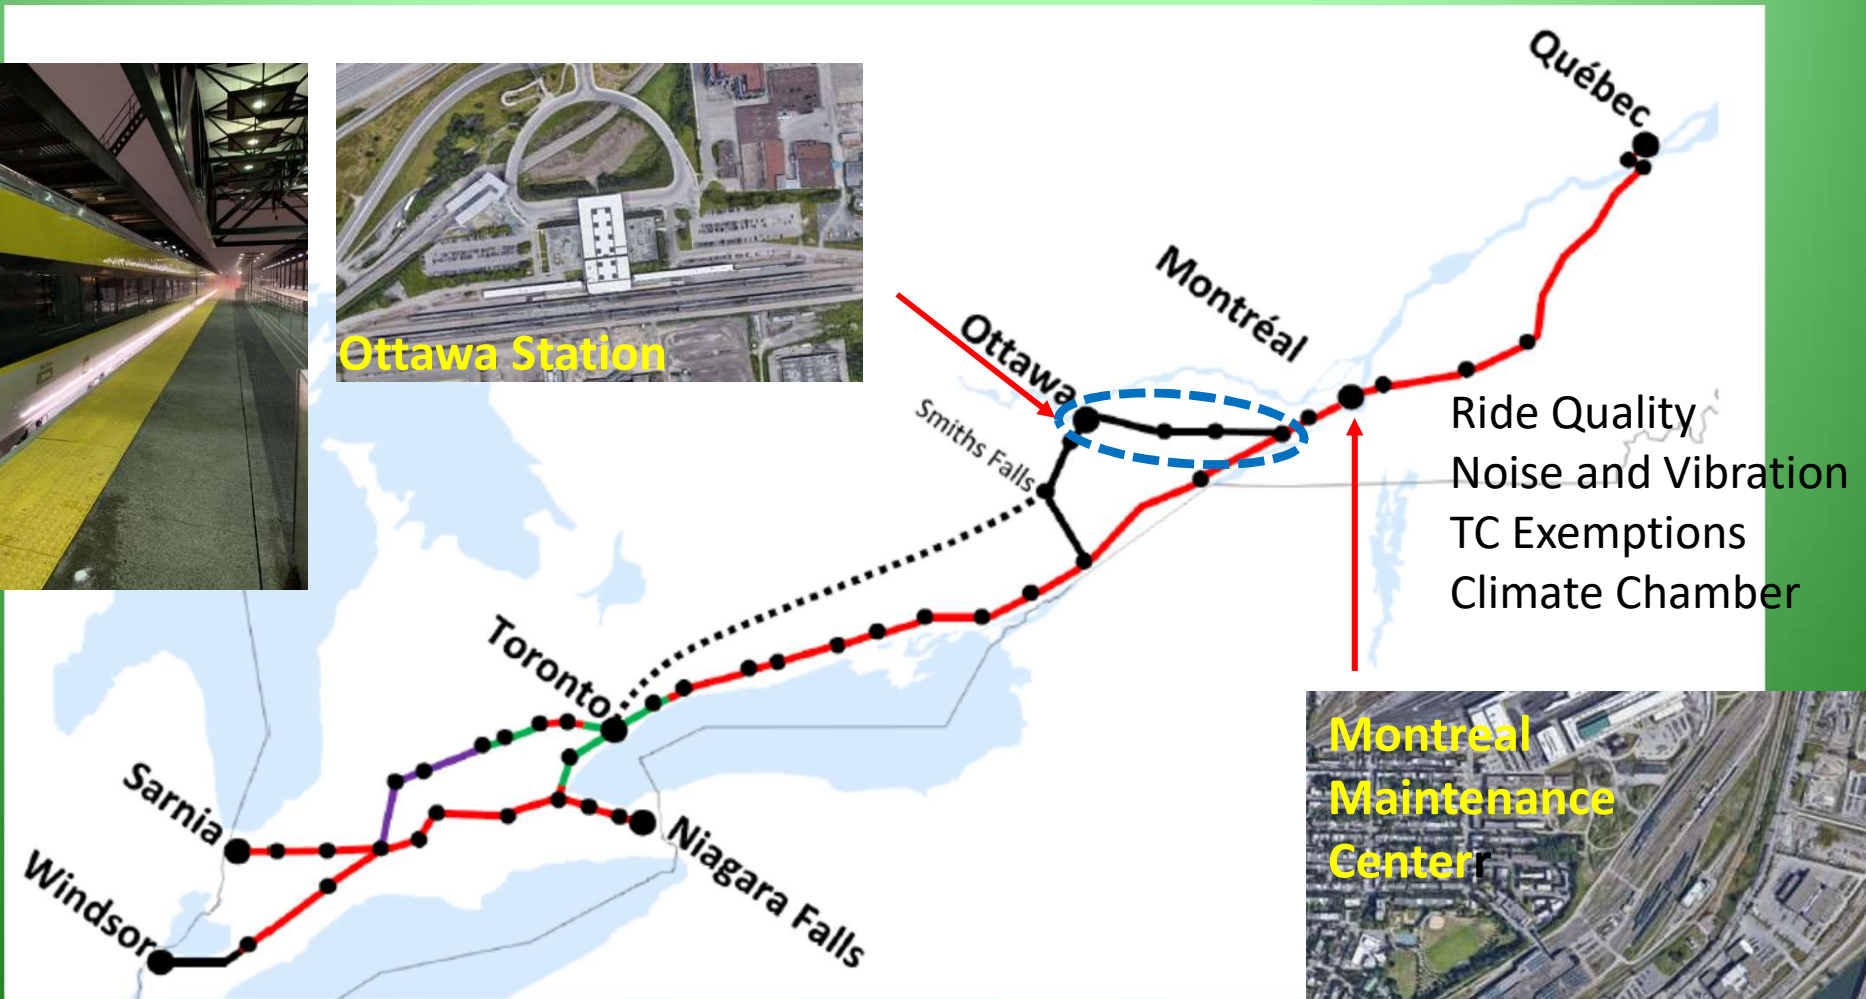 Québec
Montréal
Ottawa
Smiths Falls
Toronto
Sarnia
Windsor
Niagara Falls
Ottawa Station
Ride Quality
Noise and Vibration
TC Exemptions
Climate Chamber
Montreal
Maintenance
Centerr